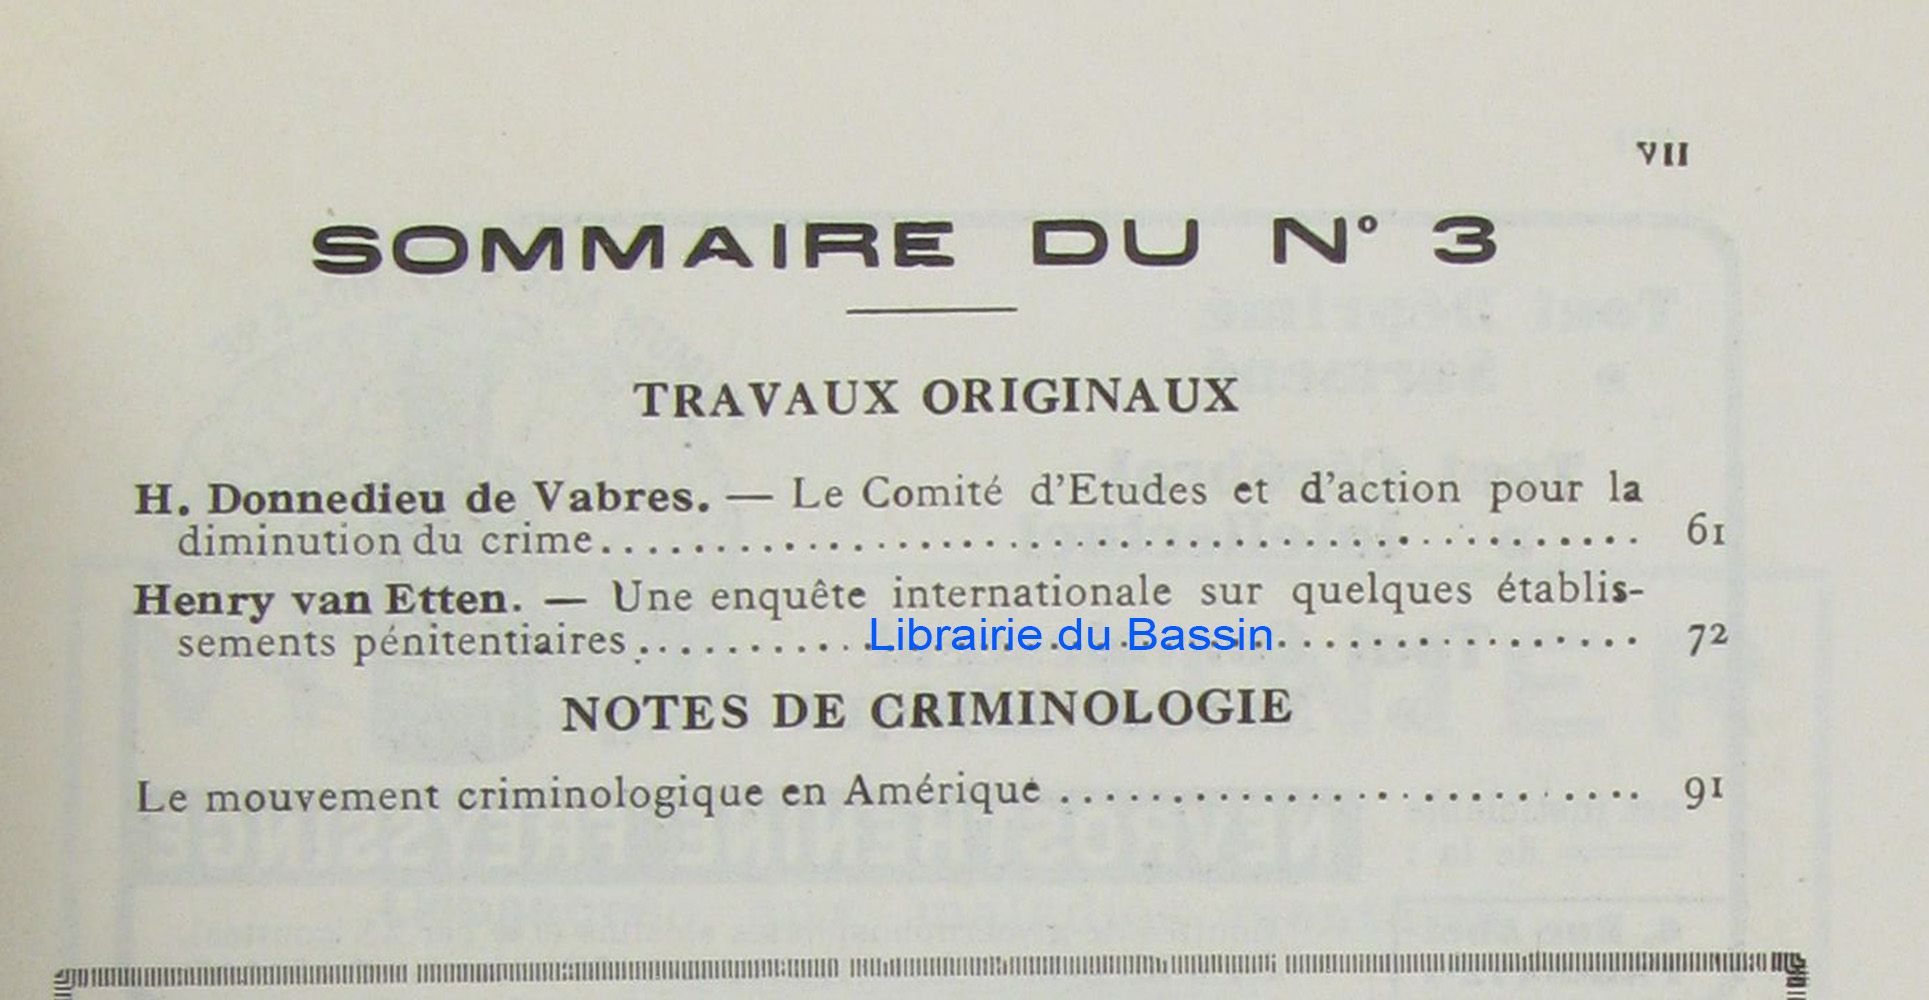 VII
SOMMAIRE DU N° 3
TRAVAUX ORIGINAUX
H. Donnedieu de Vabres. — Le Comité d'Etudes et d'action pour la
diminution du crime........................................ 61
Henry van Etten. — Une enquête internationale sur quelques établis-
sements pénitentiaires........................................ 72
Librairie du Bassin
NOTES DE CRIMINOLOGIE
Le mouvement criminologique en Amérique .......................... 91